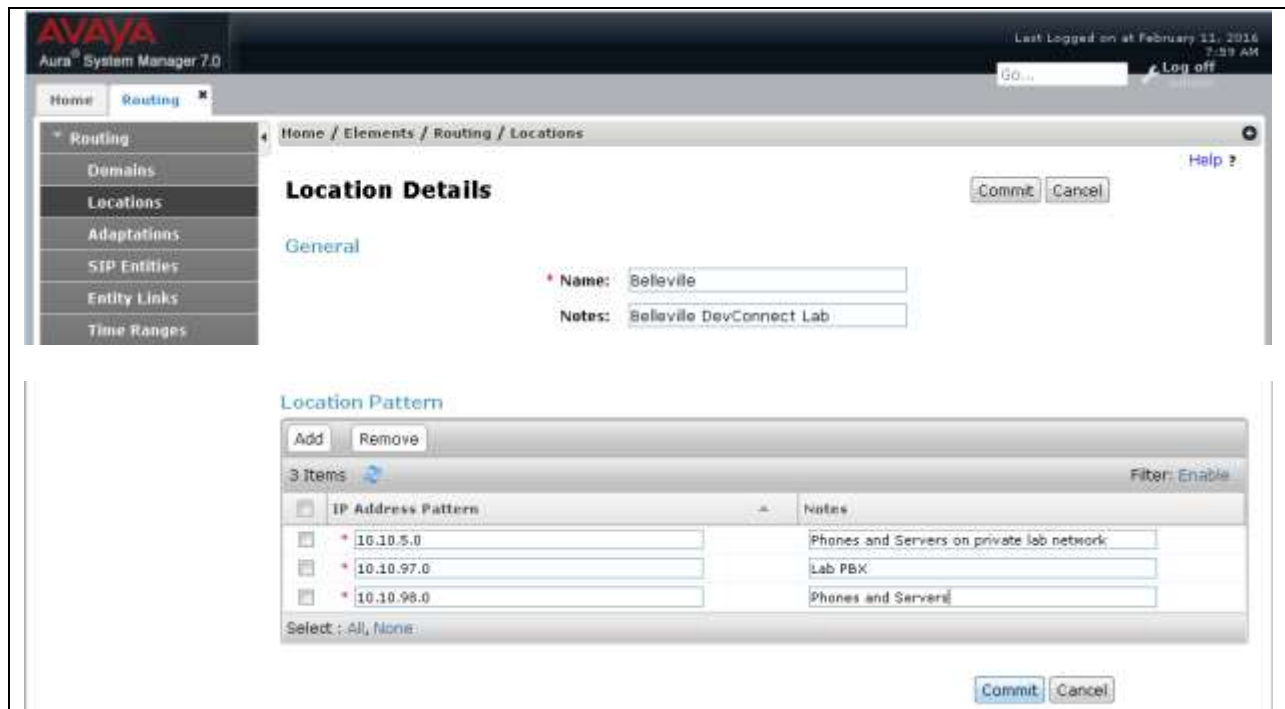 AVAYA
Aura® System Manager 7.0
Last Logged on at February 11, 2016
7:59 AM
Go...
Log off
Home
Routing
Routing
Domains
Locations
Adaptations
SIP Entities
Entity Links
Time Ranges
Home / Elements / Routing / Locations
Help ?
Location Details
Commit Cancel
General
* Name: Belleville
Notes: Belleville DevConnect Lab
Location Pattern
Add Remove
3 Items Filter: Enable
IP Address Pattern Notes
* 10.10.5.0 Phones and Servers on private lab network
* 10.10.97.0 Lab PBX
* 10.10.98.0 Phones and Servers
Select : All, None
Commit Cancel